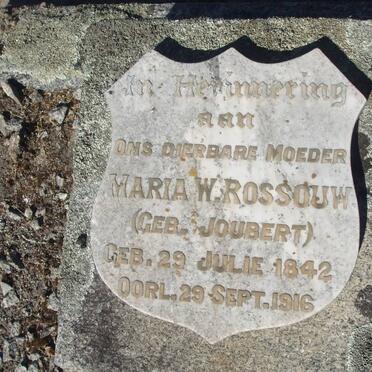 In Herinnering
aan
ONS DIERBARE MOEDER
MARIA W. ROSSOUW
(GEB. JOUBERT)
GEB. 29 JULIE 1842
OORL. 29 SEPT. 1916